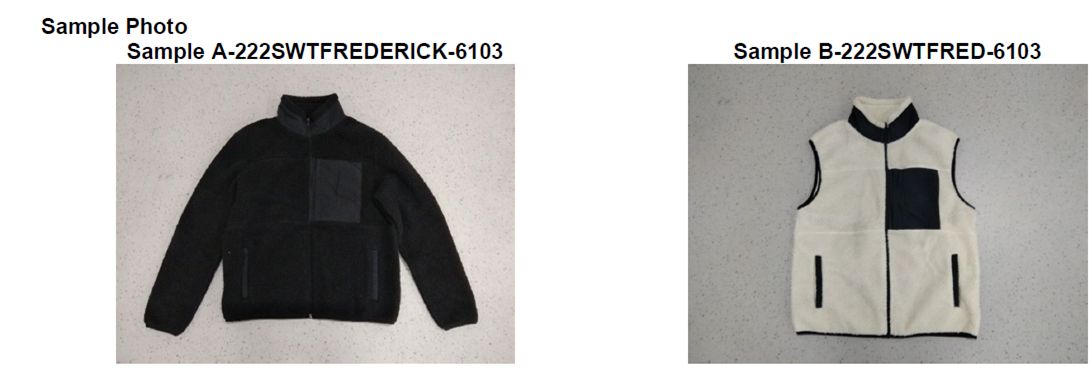 Sample Photo
Sample A-222SWTFREDERICK-6103
Sample B-222SWTFRED-6103